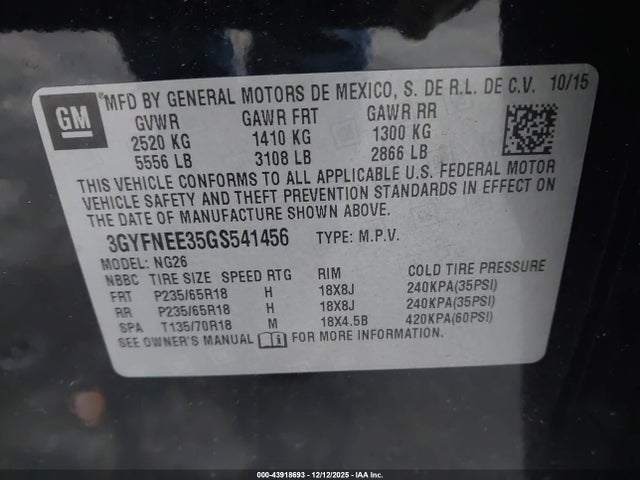 GM
MFD BY GENERAL MOTORS DE MEXICO, S. DE R.L. DE C.V. 10/15
GVWR GAWR FRT GAWR RR
2520 KG 1410 KG 1300 KG
5556 LB 3108 LB 2866 LB
THIS VEHICLE CONFORMS TO ALL APPLICABLE U.S. FEDERAL MOTOR
VEHICLE SAFETY AND THEFT PREVENTION STANDARDS IN EFFECT ON
THE DATE OF MANUFACTURE SHOWN ABOVE.
3GYFNEE35GS541456 TYPE: M.P.V.
MODEL: NG26
NBBC TIRE SIZE SPEED RTG RIM COLD TIRE PRESSURE
FRT P235/65R18 H 18X8J 240KPA(35PSI)
RR P235/65R18 H 18X8J 240KPA(35PSI)
SPA T135/70R18 M 18X4.5B 420KPA(60PSI)
SEE OWNER'S MANUAL FOR MORE INFORMATION.
000-43918693 - 12/12/2025 - IAA Inc.